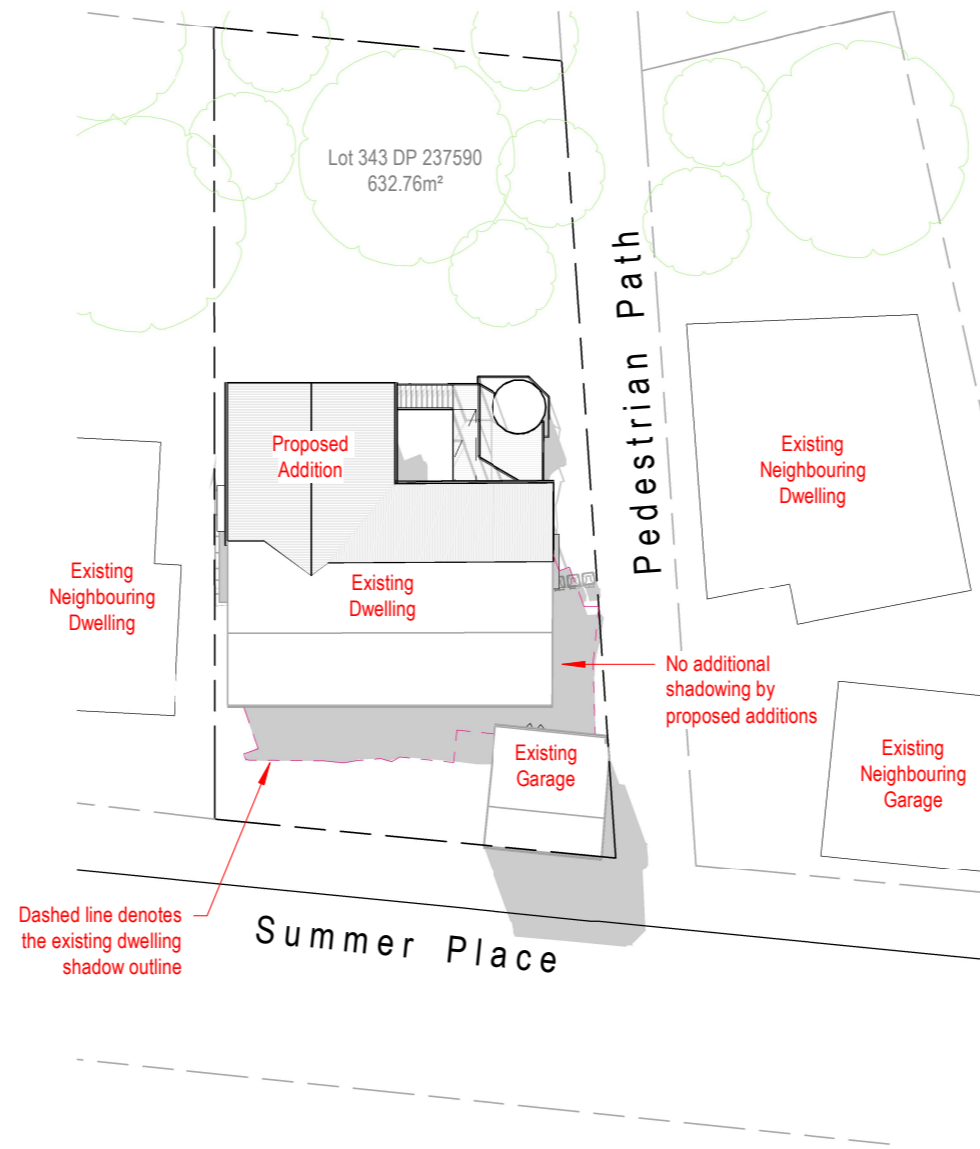 Lot 343 DP 237590
632.76m²
Pedestrian Path
Proposed
Addition
Existing
Neighbouring
Dwelling
Existing
Neighbouring
Dwelling
Existing
Dwelling
No additional
shadowing by
proposed additions
Existing
Garage
Existing
Neighbouring
Garage
Dashed line denotes
the existing dwelling
shadow outline
Summer Place